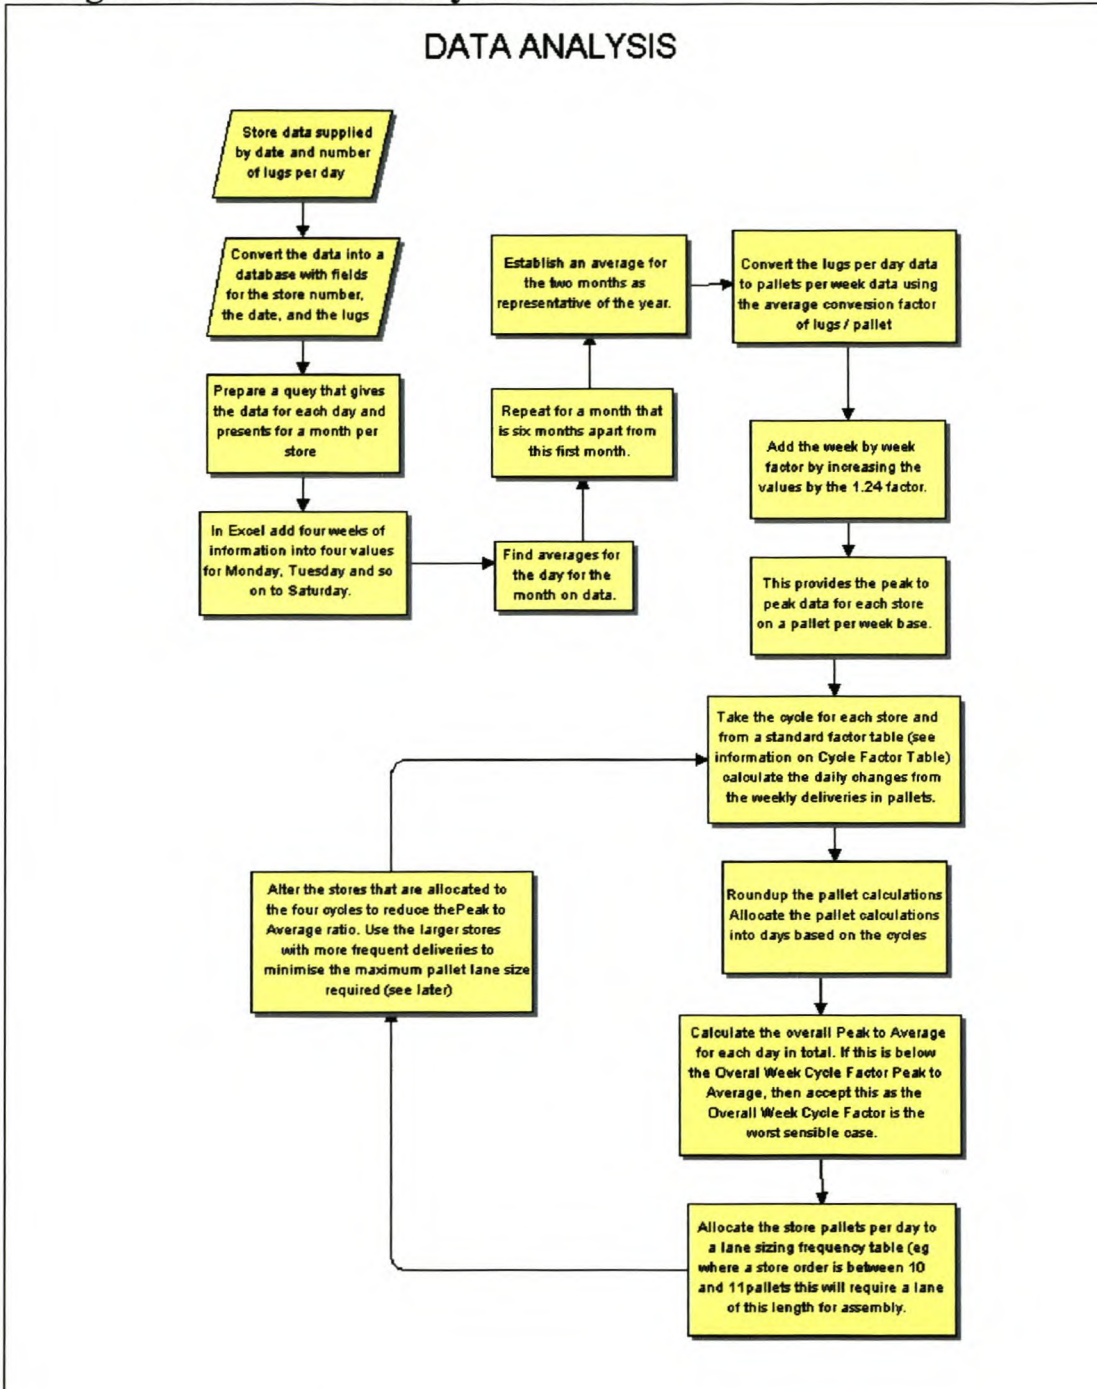 DATA ANALYSIS
Store data supplied
by date and number
of lugs per day
Convert the data into a
database with fields
for the store number,
the date, and the lugs
Prepare a quey that gives
the data for each day and
presents for a month per
store
In Excel add four weeks of
information into four values
for Monday, Tuesday and so
on to Saturday.
Find averages for
the day for the
month on data.
Repeat for a month that
is six months apart from
this first month.
Establish an average for
the two months as
representative of the year.
Convert the lugs per day data
to pallets per week data using
the average conversion factor
of lugs / pallet
Add the week by week
factor by increasing the
values by the 1.24 factor.
This provides the peak to
peak data for each store
on a pallet per week base.
Take the cycle for each store and
from a standard factor table (see
information on Cycle Factor Table)
calculate the daily changes from
the weekly deliveries in pallets.
Roundup the pallet calculations
Allocate the pallet calculations
into days based on the cycles
Calculate the overall Peak to Average
for each day in total. If this is below
the Overal Week Cycle Factor Peak to
Average, then accept this as the
Overall Week Cycle Factor is the
worst sensible case.
Allocate the store pallets per day to
a lane sizing frequency table (eg
where a store order is between 10
and 11pallets this will require a lane
of this length for assembly.
Alter the stores that are allocated to
the four cycles to reduce thePeak to
Average ratio. Use the larger stores
with more frequent deliveries to
minimise the maximum pallet lane size
required (see later)